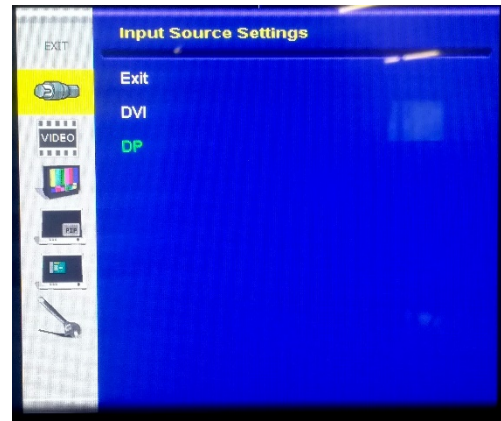 EXIT
Input Source Settings
Exit
DVI
DP
VIDEO
PIP